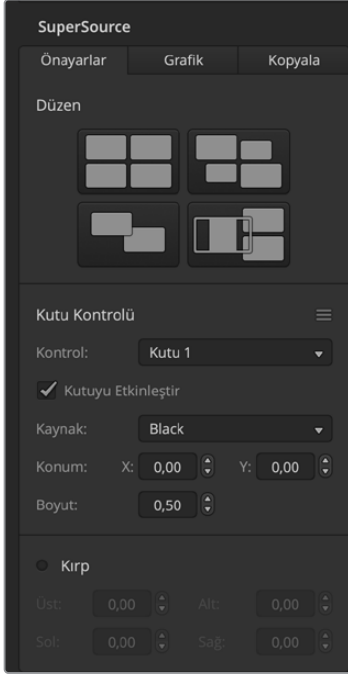 SuperSource
Önayarlar Grafik Kopyala
Düzen
Kutu Kontrolü
Kontrol: Kutu 1
Kutuyu Etkinleştir
Kaynak: Black
Konum: X: 0,00 Y: 0,00
Boyut: 0,50
Kırp
Üst: 0,00 Alt: 0,00
Sol: 0,00 Sağ: 0,00